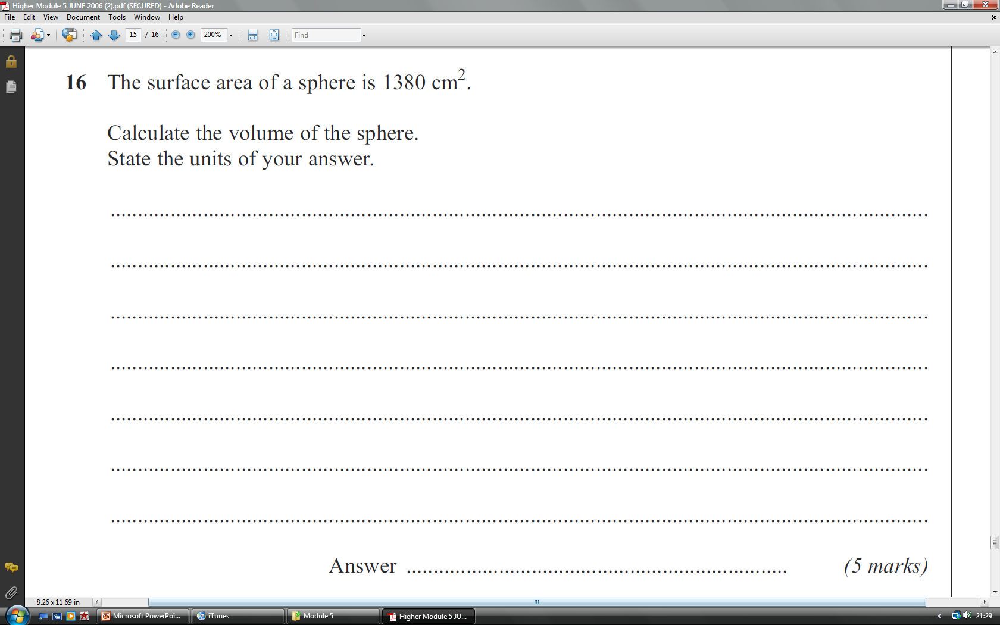 Higher Module 5 JUNE 2006 (2).pdf (SECURED) - Adobe Reader
File Edit View Document Tools Window Help
15 / 16 200% Find
16 The surface area of a sphere is 1380 cm².
Calculate the volume of the sphere.
State the units of your answer.
Answer ...................................................................... (5 marks)
8.26 x 11.69 in
Microsoft PowerPoi... iTunes Module 5 Higher Module 5 JU... 21:29